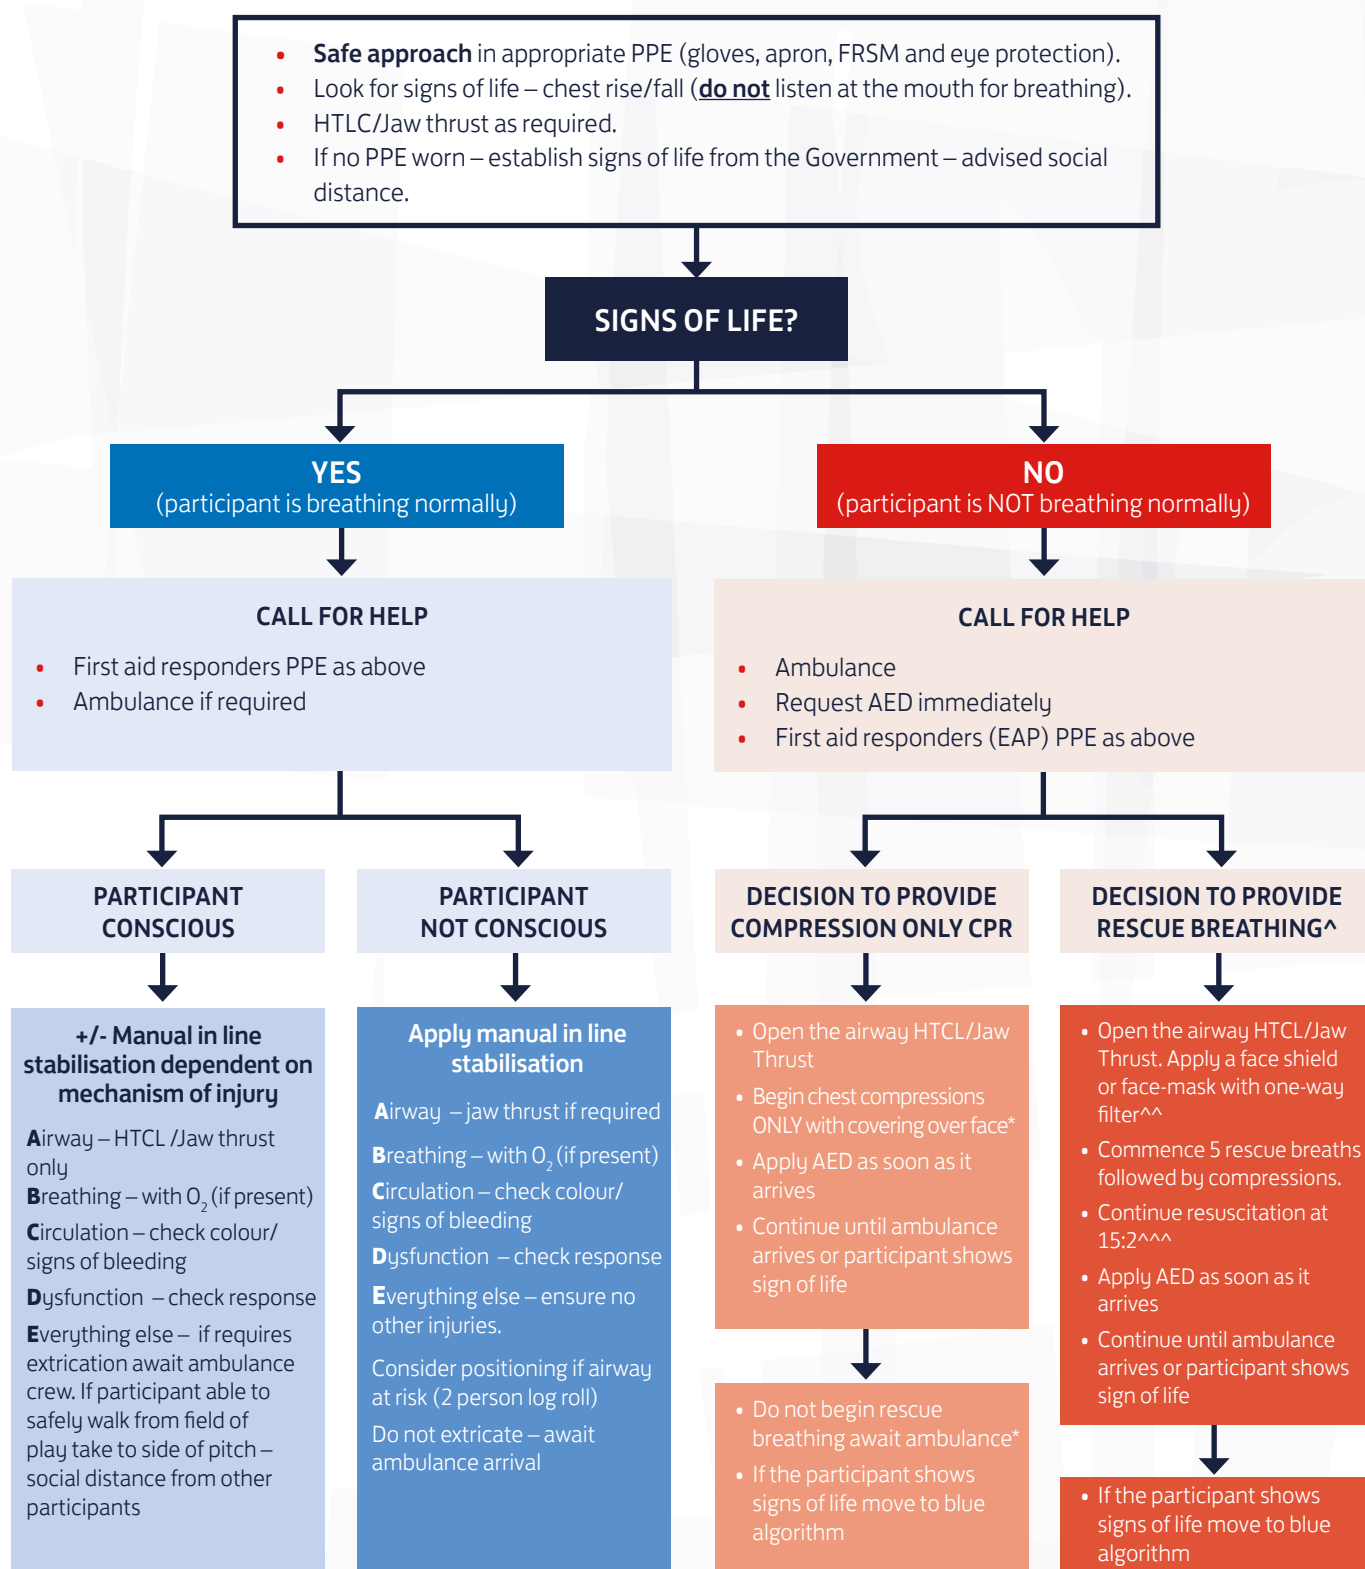 • Safe approach in appropriate PPE (gloves, apron, FRSM and eye protection).
• Look for signs of life – chest rise/fall (do not listen at the mouth for breathing).
• HTLC/Jaw thrust as required.
• If no PPE worn – establish signs of life from the Government – advised social
distance.
SIGNS OF LIFE?
YES
(participant is breathing normally)
CALL FOR HELP
• First aid responders PPE as above
• Ambulance if required
PARTICIPANT
CONSCIOUS
+/- Manual in line
stabilisation dependent on
mechanism of injury
Airway – HTCL /Jaw thrust
only
Breathing – with O₂ (if present)
Circulation – check colour/
signs of bleeding
Dysfunction – check response
Everything else – if requires
extrication await ambulance
crew. If participant able to
safely walk from field of
play take to side of pitch –
social distance from other
participants
PARTICIPANT
NOT CONSCIOUS
Apply manual in line
stabilisation
Airway – jaw thrust if required
Breathing – with O₂ (if present)
Circulation – check colour/
signs of bleeding
Dysfunction – check response
Everything else – ensure no
other injuries.
Consider positioning if airway
at risk (2 person log roll)
Do not extricate – await
ambulance arrival
NO
(participant is NOT breathing normally)
CALL FOR HELP
• Ambulance
• Request AED immediately
• First aid responders (EAP) PPE as above
DECISION TO PROVIDE
COMPRESSION ONLY CPR
• Open the airway HTCL/Jaw
Thrust
• Begin chest compressions
ONLY with covering over face*
• Apply AED as soon as it
arrives
• Continue until ambulance
arrives or participant shows
sign of life
• Do not begin rescue
breathing await ambulance*
• If the participant shows
signs of life move to blue
algorithm
DECISION TO PROVIDE
RESCUE BREATHING^
• Open the airway HTCL/Jaw
Thrust. Apply a face shield
or face-mask with one-way
filter^^
• Commence 5 rescue breaths
followed by compressions.
• Continue resuscitation at
15:2^^^
• Apply AED as soon as it
arrives
• Continue until ambulance
arrives or participant shows
sign of life
• If the participant shows
signs of life move to blue
algorithm